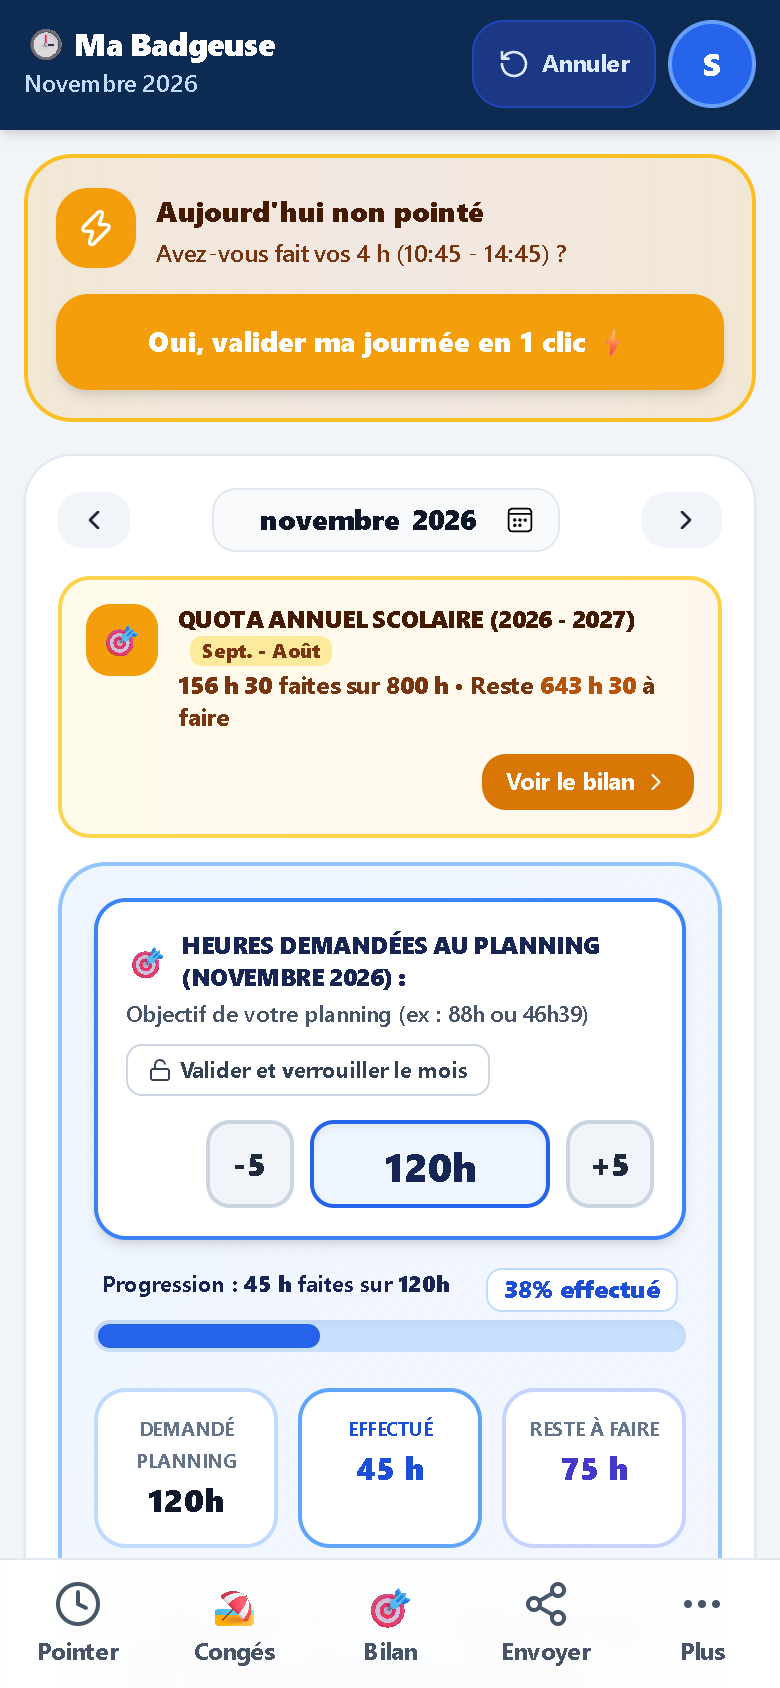 Ma Badgeuse
Novembre 2026
Annuler
S
Aujourd'hui non pointé
Avez-vous fait vos 4 h (10:45 - 14:45) ?
Oui, valider ma journée en 1 clic
novembre 2026
QUOTA ANNUEL SCOLAIRE (2026 - 2027)
Sept. - Août
156 h 30 faites sur 800 h • Reste 643 h 30 à
faire
Voir le bilan
HEURES DEMANDÉES AU PLANNING
(NOVEMBRE 2026) :
Objectif de votre planning (ex : 88h ou 46h39)
Valider et verrouiller le mois
-5
120h
+5
Progression : 45 h faites sur 120h
38% effectué
DEMANDÉ
PLANNING
120h
EFFECTUÉ
45 h
RESTE À FAIRE
75 h
Pointer
Congés
Bilan
Envoyer
Plus